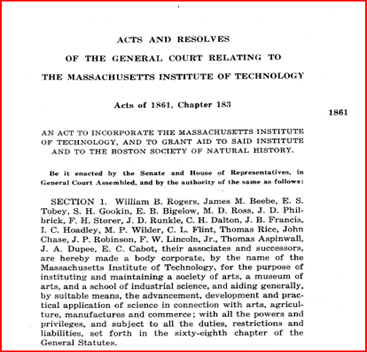 ACTS AND RESOLVES
OF THE GENERAL COURT RELATING TO
THE MASSACHUSETTS INSTITUTE OF TECHNOLOGY
Acts of 1861, Chapter 183
1861
AN ACT TO INCORPORATE THE MASSACHUSETTS INSTITUTE
OF TECHNOLOGY, AND TO GRANT AID TO SAID INSTITUTE
AND TO THE BOSTON SOCIETY OF NATURAL HISTORY.
Be it enacted by the Senate and House of Representatives, in
General Court Assembled, and by the authority of the same as follows:
SECTION 1. William B. Rogers, James M. Beebe, E. S.
Tobey, S. H. Gookin, E. B. Bigelow, M. D. Ross, J. D. Phil-
brick, F. H. Storer, J. D. Runkle, C. H. Dalton, J. B. Francis,
I. C. Hoadley, M. P. Wilder, C. L. Flint, Thomas Rice, John
Chase, J. P. Robinson, F. W. Lincoln, Jr., Thomas Aspinwall,
J. A. Dupee, E. C. Cabot, their associates and successors,
are hereby made a body corporate, by the name of the
Massachusetts Institute of Technology, for the purpose of
instituting and maintaining a society of arts, a museum of
arts, and a school of industrial science, and aiding generally,
by suitable means, the advancement, development and prac-
tical application of science in connection with arts, agricul-
ture, manufactures and commerce; with all the powers and
privileges, and subject to all the duties, restrictions and
liabilities, set forth in the sixty-eighth chapter of the
General Statutes.